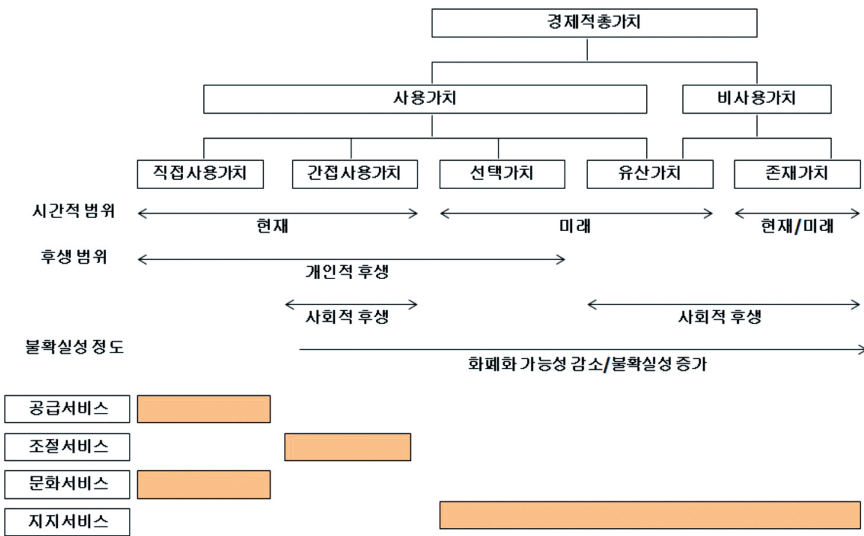 경제적총가치
사용가치
비사용가치
직접사용가치
간접사용가치
선택가치
유산가치
존재가치
시간적 범위
현재
미래
현재/미래
후생 범위
개인적 후생
사회적 후생
사회적 후생
불확실성 정도
화폐화 가능성 감소/불확실성 증가
공급서비스
조절서비스
문화서비스
지지서비스